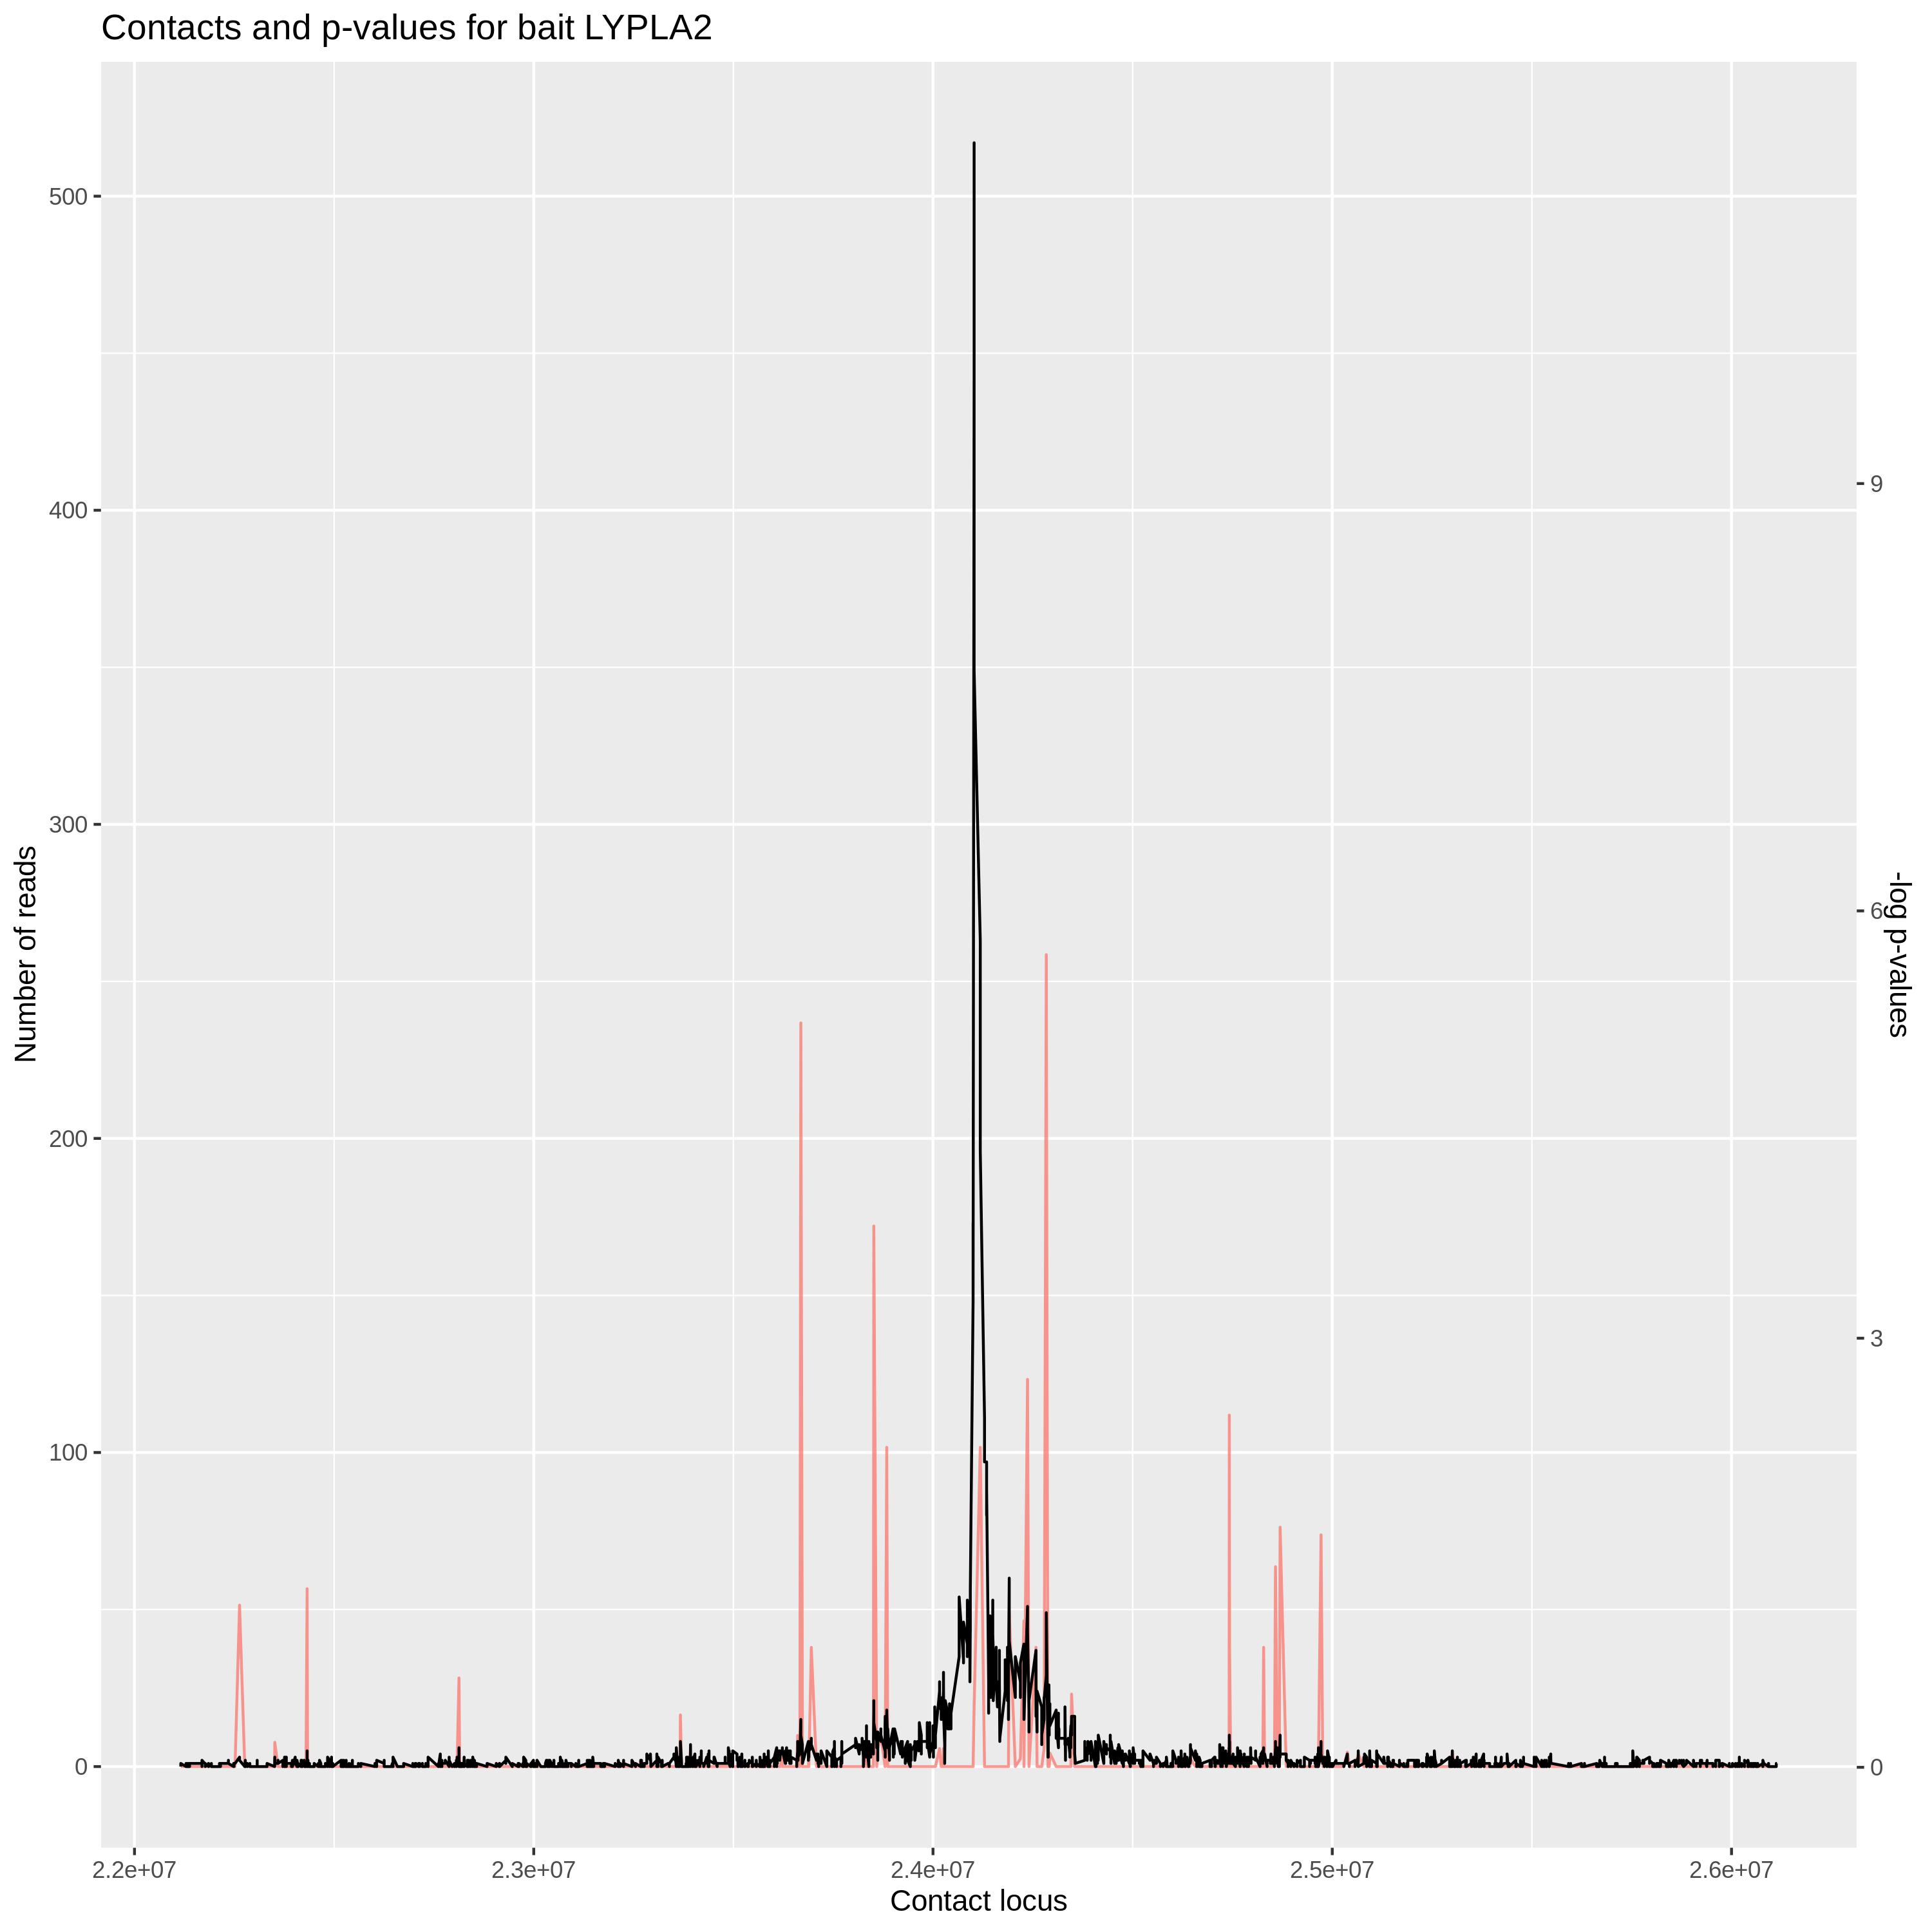 Contacts and p-values for bait LYPLA2
500
400
300
200
100
0
Number of reads
9
6
3
0
-log p-values
2.2e+07
2.3e+07
2.4e+07
2.5e+07
2.6e+07
Contact locus